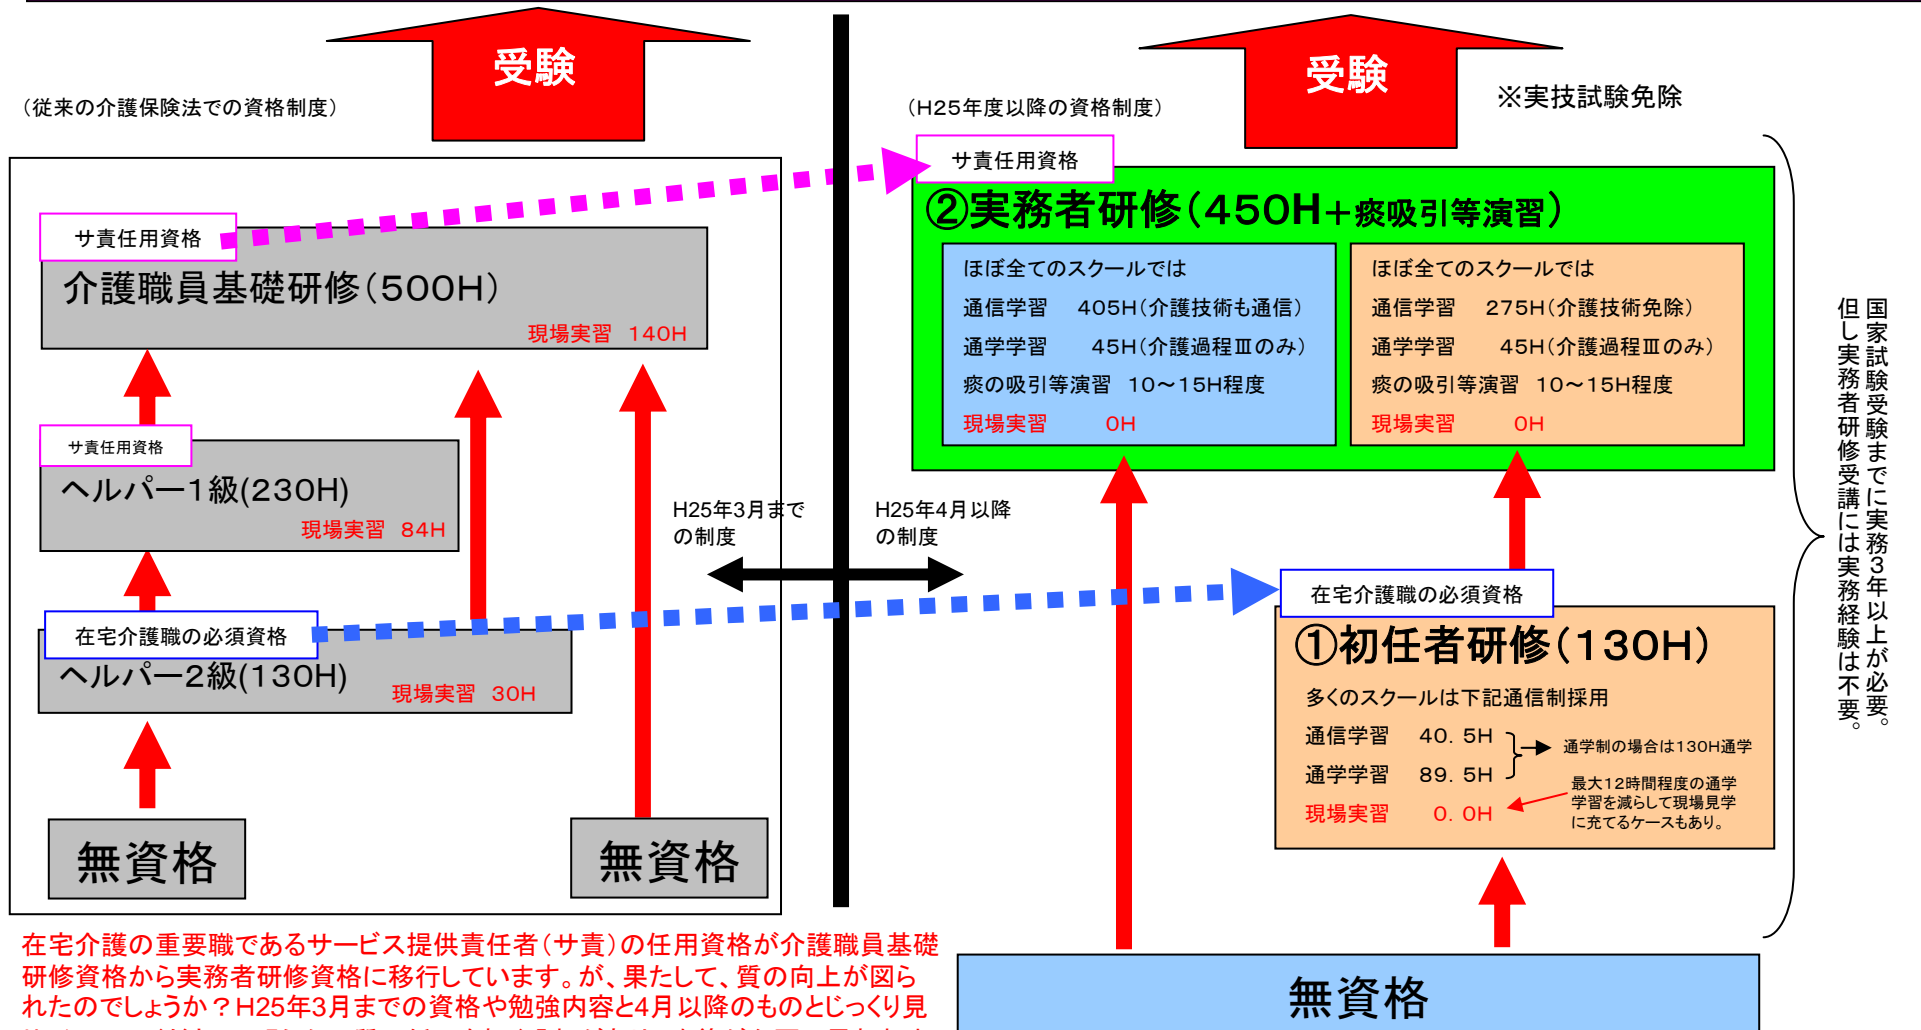 受験
（従来の介護保険法での資格制度）
サ責任用資格
介護職員基礎研修（500H）
現場実習　140H
サ責任用資格
ヘルパー1級(230H)
現場実習　84H
在宅介護職の必須資格
ヘルパー2級(130H)
現場実習　30H
無資格
無資格
H25年3月まで
の制度
H25年4月以降
の制度
受験
※実技試験免除
（H25年度以降の資格制度）
サ責任用資格
②実務者研修（450H＋痰吸引等演習）
ほぼ全てのスクールでは
通信学習　405H（介護技術も通信）
通学学習　45H（介護過程Ⅲのみ）
痰の吸引等演習　10～15H程度
現場実習　0H
ほぼ全てのスクールでは
通信学習　275H（介護技術免除）
通学学習　45H（介護過程Ⅲのみ）
痰の吸引等演習　10～15H程度
現場実習　0H
在宅介護職の必須資格
①初任者研修（130H）
多くのスクールは下記通信制採用
通信学習　40．5H
通学学習　89．5H
現場実習　0．0H
通学制の場合は130H通学
最大12時間程度の通学
学習を減らして現場見学
に充てるケースもあり。
無資格
国家試験受験までに実務3年以上が必要。
但し実務者研修受講には実務経験は不要。
在宅介護の重要職であるサービス提供責任者（サ責）の任用資格が介護職員基礎
研修資格から実務者研修資格に移行しています。が、果たして、質の向上が図ら
れたのでしょうか？H25年3月までの資格や勉強内容と4月以降のものとじっくり見